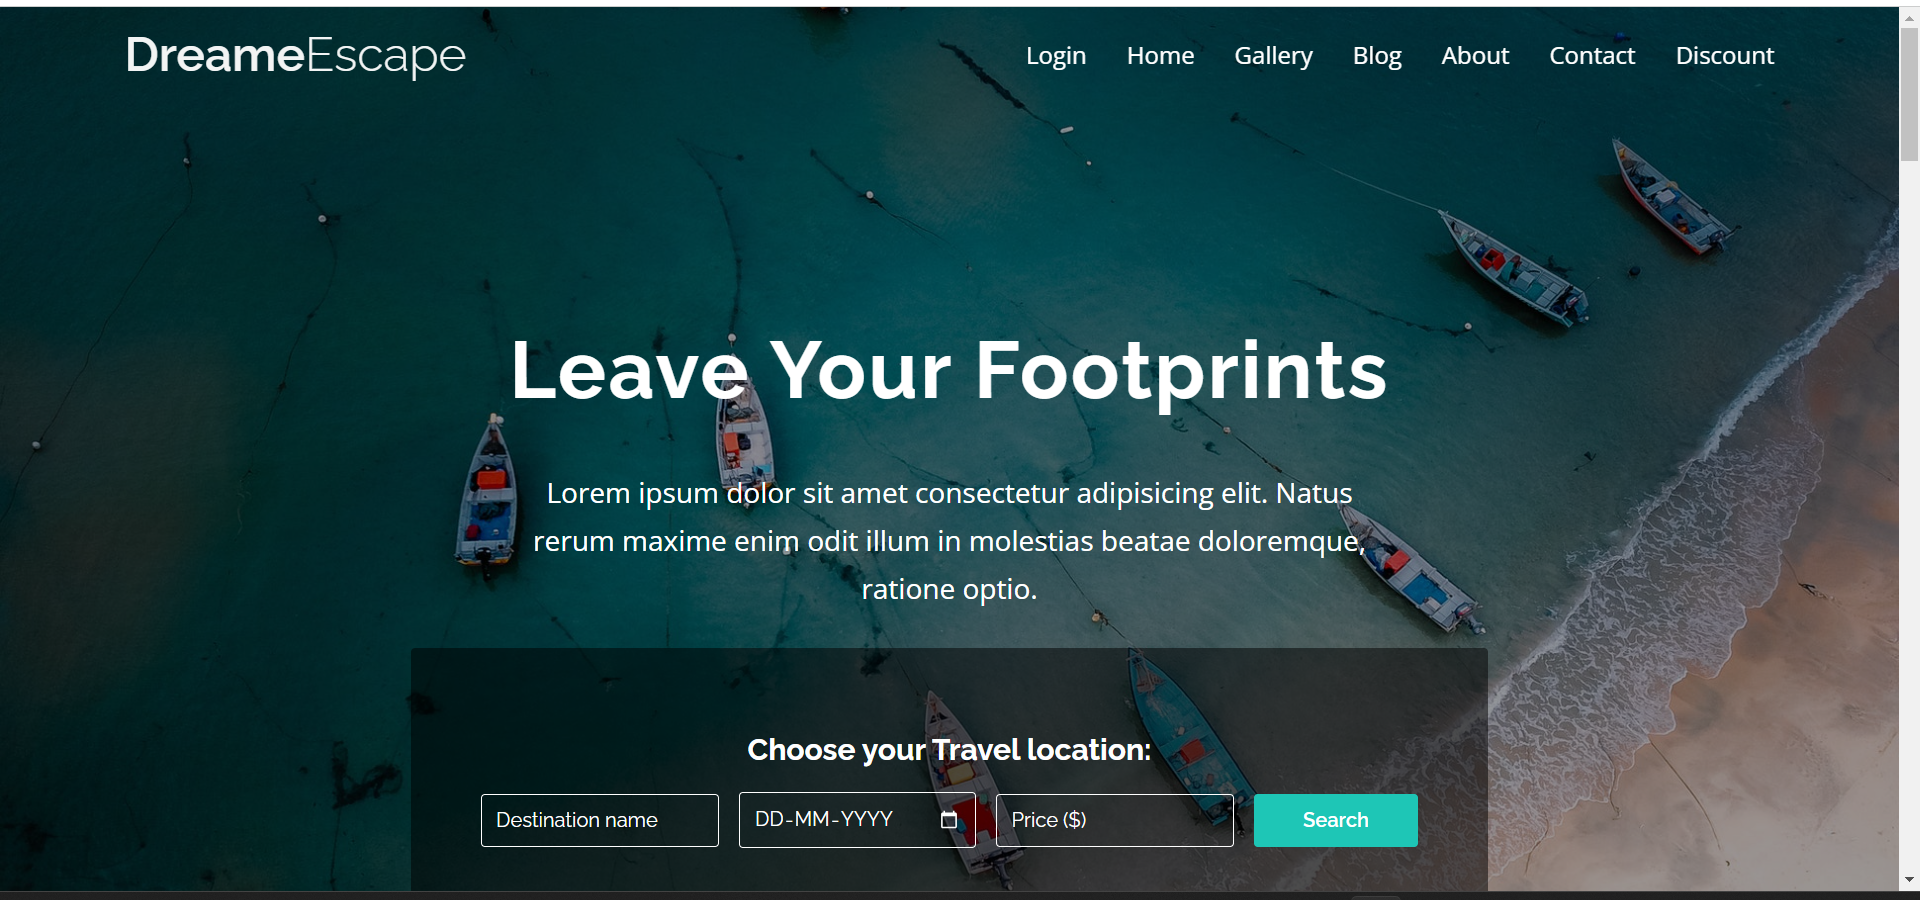 DreameEscape
Login Home Gallery Blog About Contact Discount
Leave Your Footprints
Lorem ipsum dolor sit amet consectetur adipisicing elit. Natus
rerum maxime enim odit illum in molestias beatae doloremque,
ratione optio.
Choose your Travel location:
Destination name DD-MM-YYYY Price ($) Search